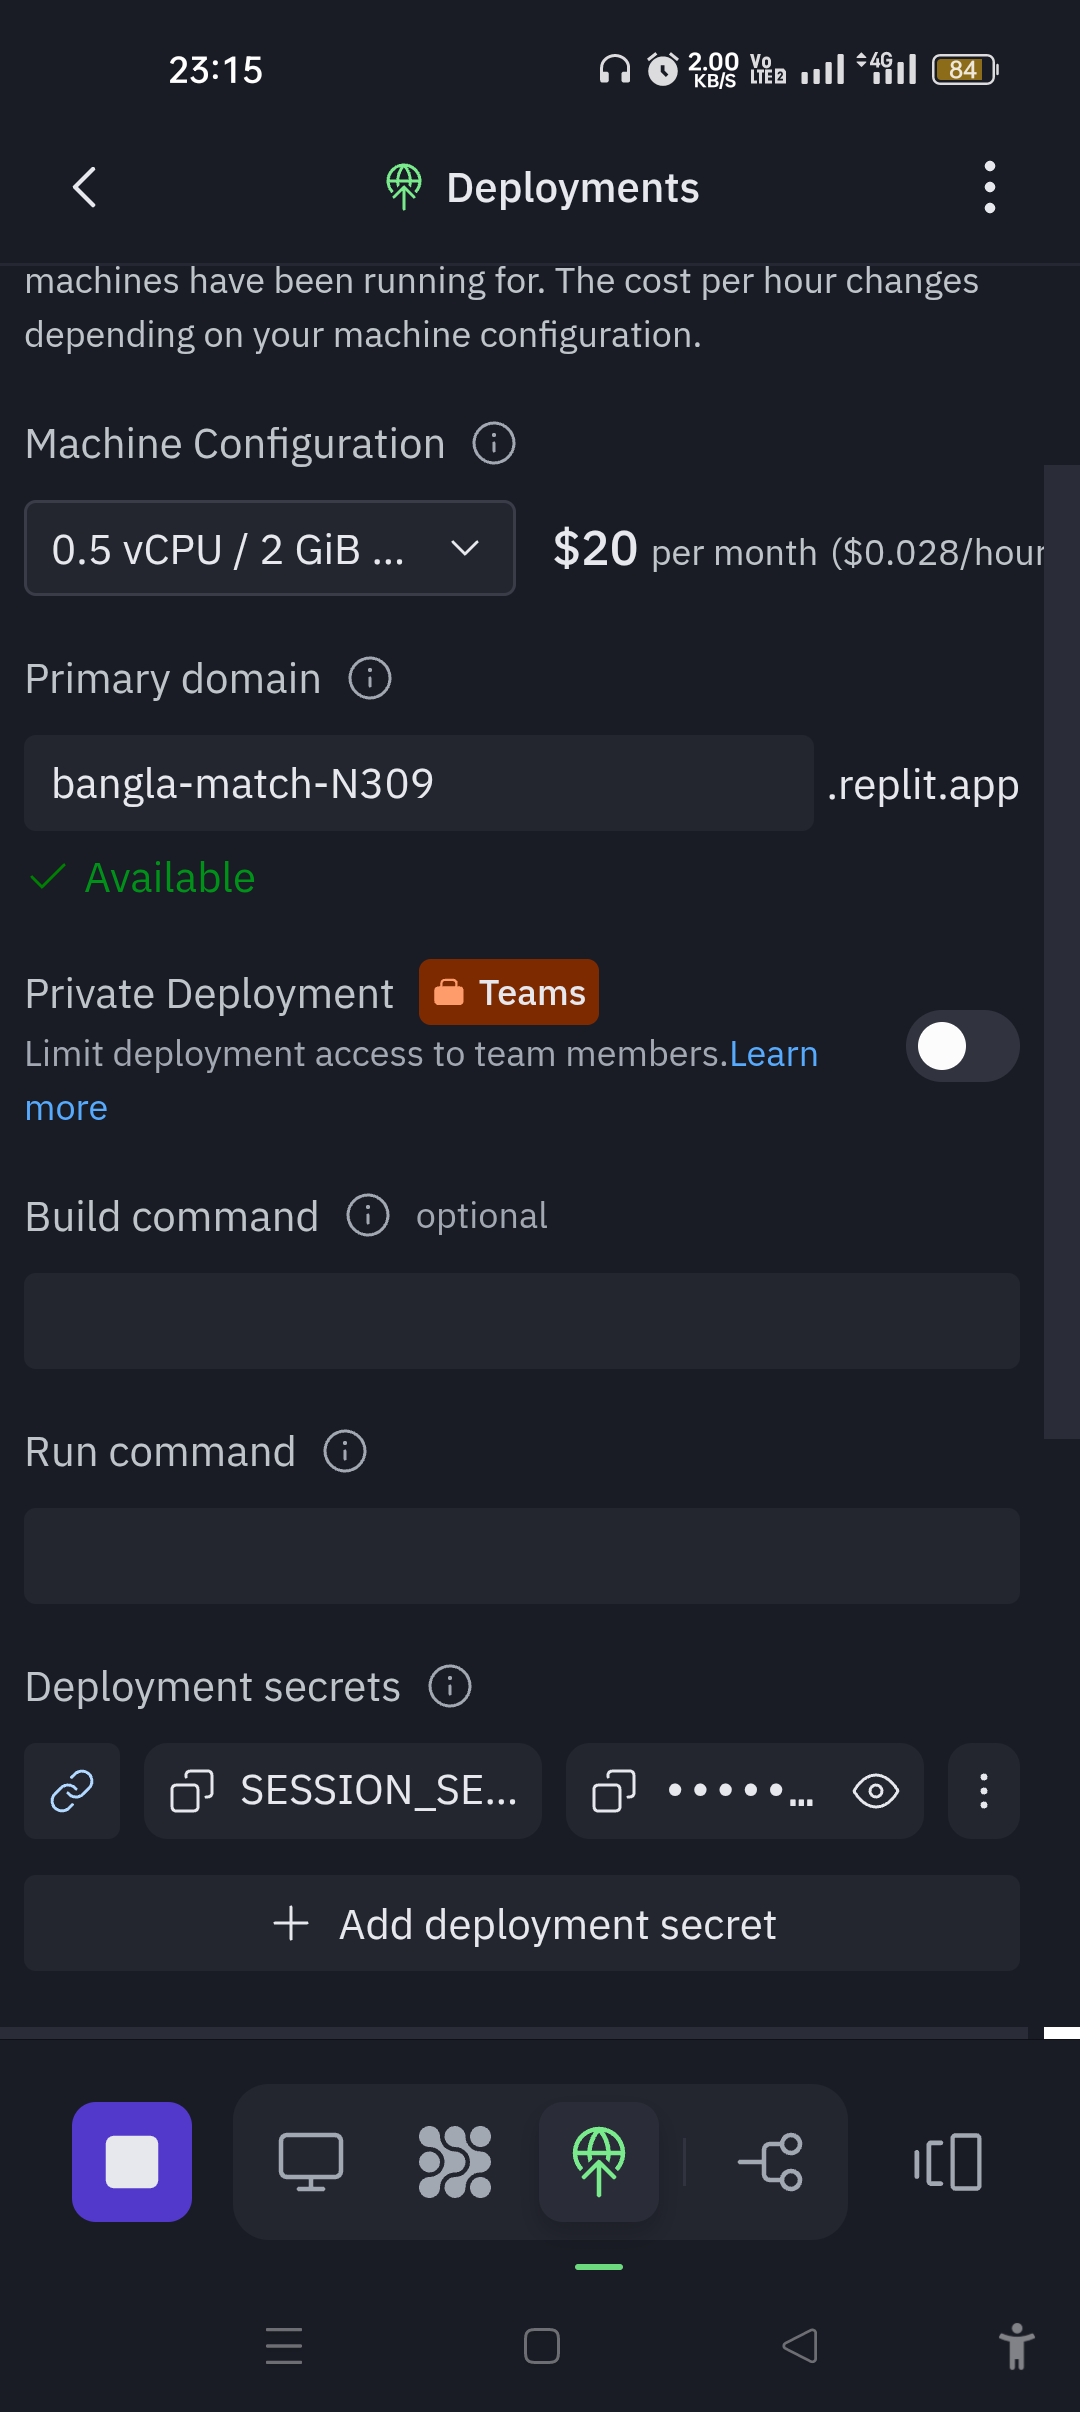 23:15
2.00
KB/S
Vo
LTE 2
4G
84
Deployments
machines have been running for. The cost per hour changes
depending on your machine configuration.
Machine Configuration
0.5 vCPU / 2 GiB ...
$20 per month ($0.028/hour
Primary domain
bangla-match-N309
.replit.app
Available
Private Deployment
Teams
Limit deployment access to team members.Learn
more
Build command
optional
Run command
Deployment secrets
SESSION_SE...
•••••...
Add deployment secret